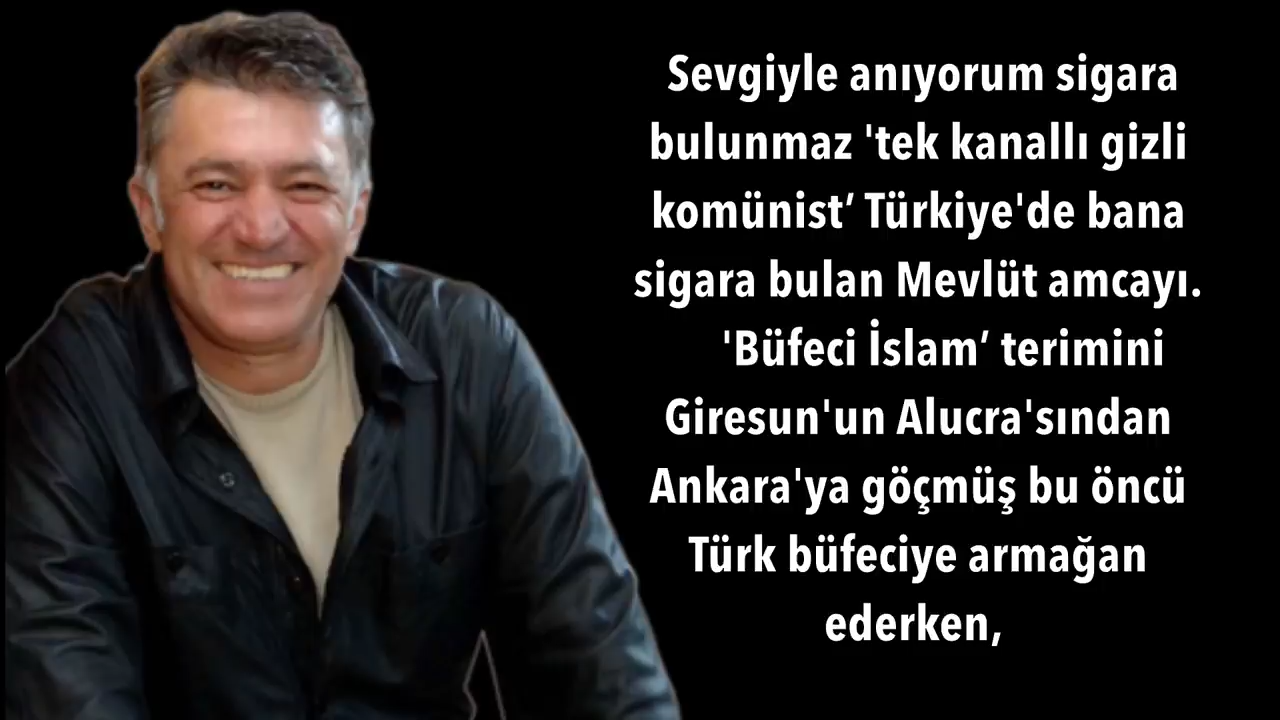 Sevgiyle anıyorum sigara
bulunmaz 'tek kanallı gizli
komünist’ Türkiye'de bana
sigara bulan Mevlüt amcayı.
'Büfeci İslam’ terimini
Giresun'un Alucra'sından
Ankara'ya göçmüş bu öncü
Türk büfeciye armağan
ederken,